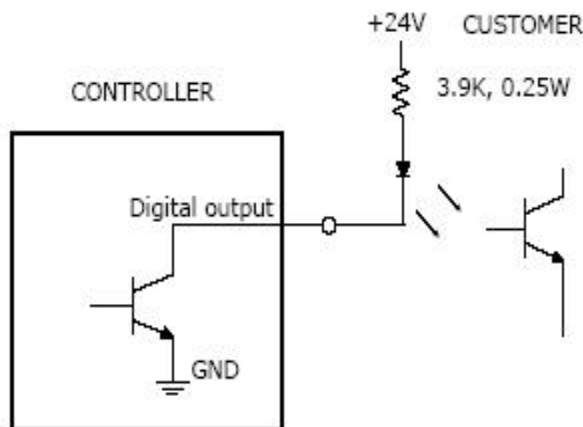 +24V
CUSTOMER
CONTROLLER
3.9K, 0.25W
Digital output
GND